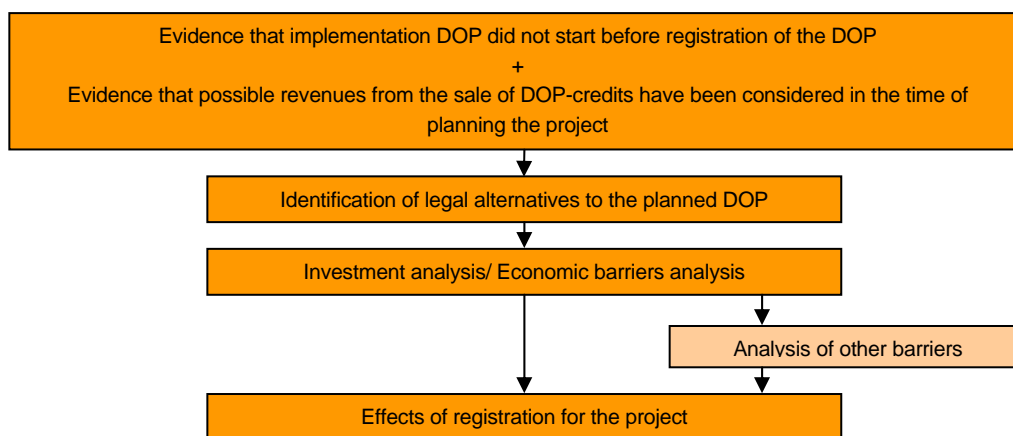 Evidence that implementation DOP did not start before registration of the DOP
+
Evidence that possible revenues from the sale of DOP-credits have been considered in the time of
planning the project
Identification of legal alternatives to the planned DOP
Investment analysis/ Economic barriers analysis
Analysis of other barriers
Effects of registration for the project